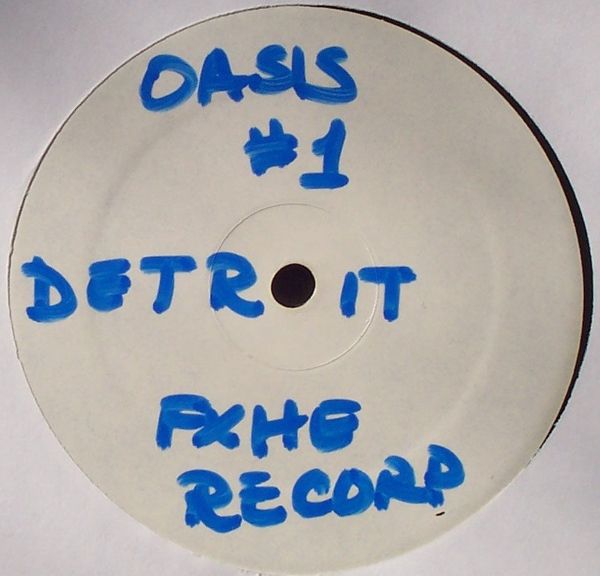 OASIS
#1
DETR IT
FXHE
RECORD